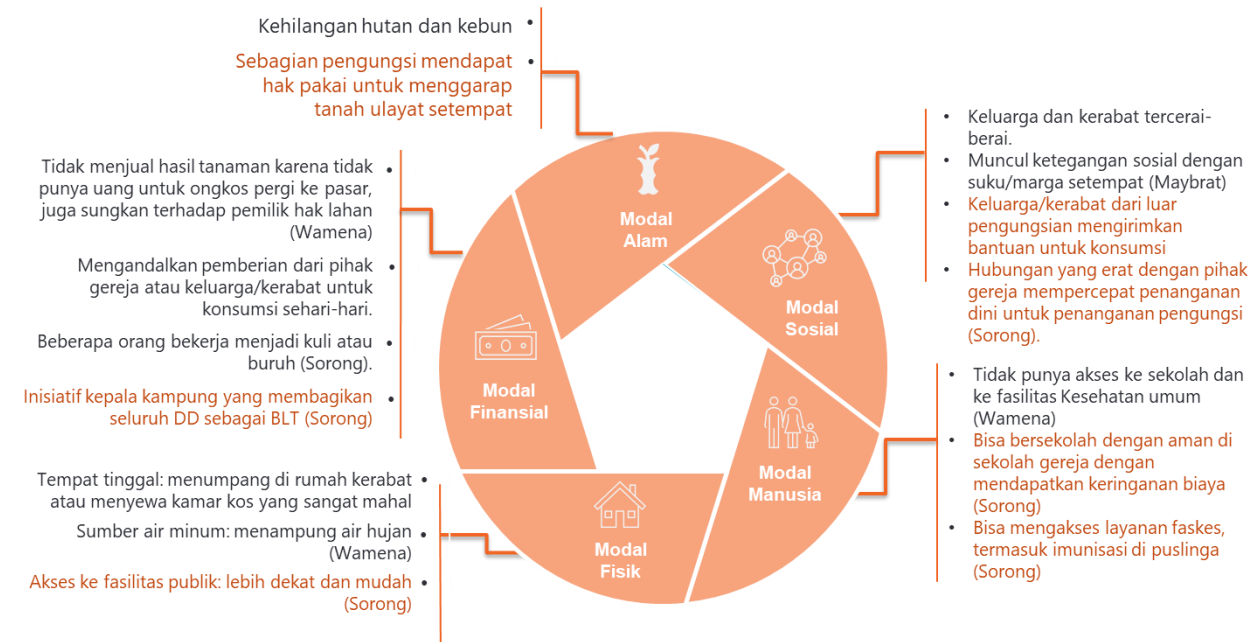 Kehilangan hutan dan kebun •
Sebagian pengungsi mendapat •
hak pakai untuk menggarap
tanah ulayat setempat
Tidak menjual hasil tanaman karena tidak •
punya uang untuk ongkos pergi ke pasar,
juga sungkan terhadap pemilik hak lahan
(Wamena)
Mengandalkan pemberian dari pihak •
gereja atau keluarga/kerabat untuk
konsumsi sehari-hari.
Beberapa orang bekerja menjadi kuli atau •
buruh (Sorong).
Inisiatif kepala kampung yang membagikan •
seluruh DD sebagai BLT (Sorong)
Tempat tinggal: menumpang di rumah kerabat •
atau menyewa kamar kos yang sangat mahal
Sumber air minum: menampung air hujan •
(Wamena)
Akses ke fasilitas publik: lebih dekat dan mudah •
(Sorong)
Modal
Alam
Modal
Sosial
Modal
Manusia
Modal
Fisik
Modal
Finansial
• Keluarga dan kerabat tercerai-
berai.
• Muncul ketegangan sosial dengan
suku/marga setempat (Maybrat)
• Keluarga/kerabat dari luar
pengungsian mengirimkan
bantuan untuk konsumsi
• Hubungan yang erat dengan pihak
gereja mempercepat penanganan
dini untuk penanganan pengungsi
(Sorong).
• Tidak punya akses ke sekolah dan
ke fasilitas Kesehatan umum
(Wamena)
• Bisa bersekolah dengan aman di
sekolah gereja dengan
mendapatkan keringanan biaya
(Sorong)
• Bisa mengakses layanan faskes,
termasuk imunisasi di puslinga
(Sorong)